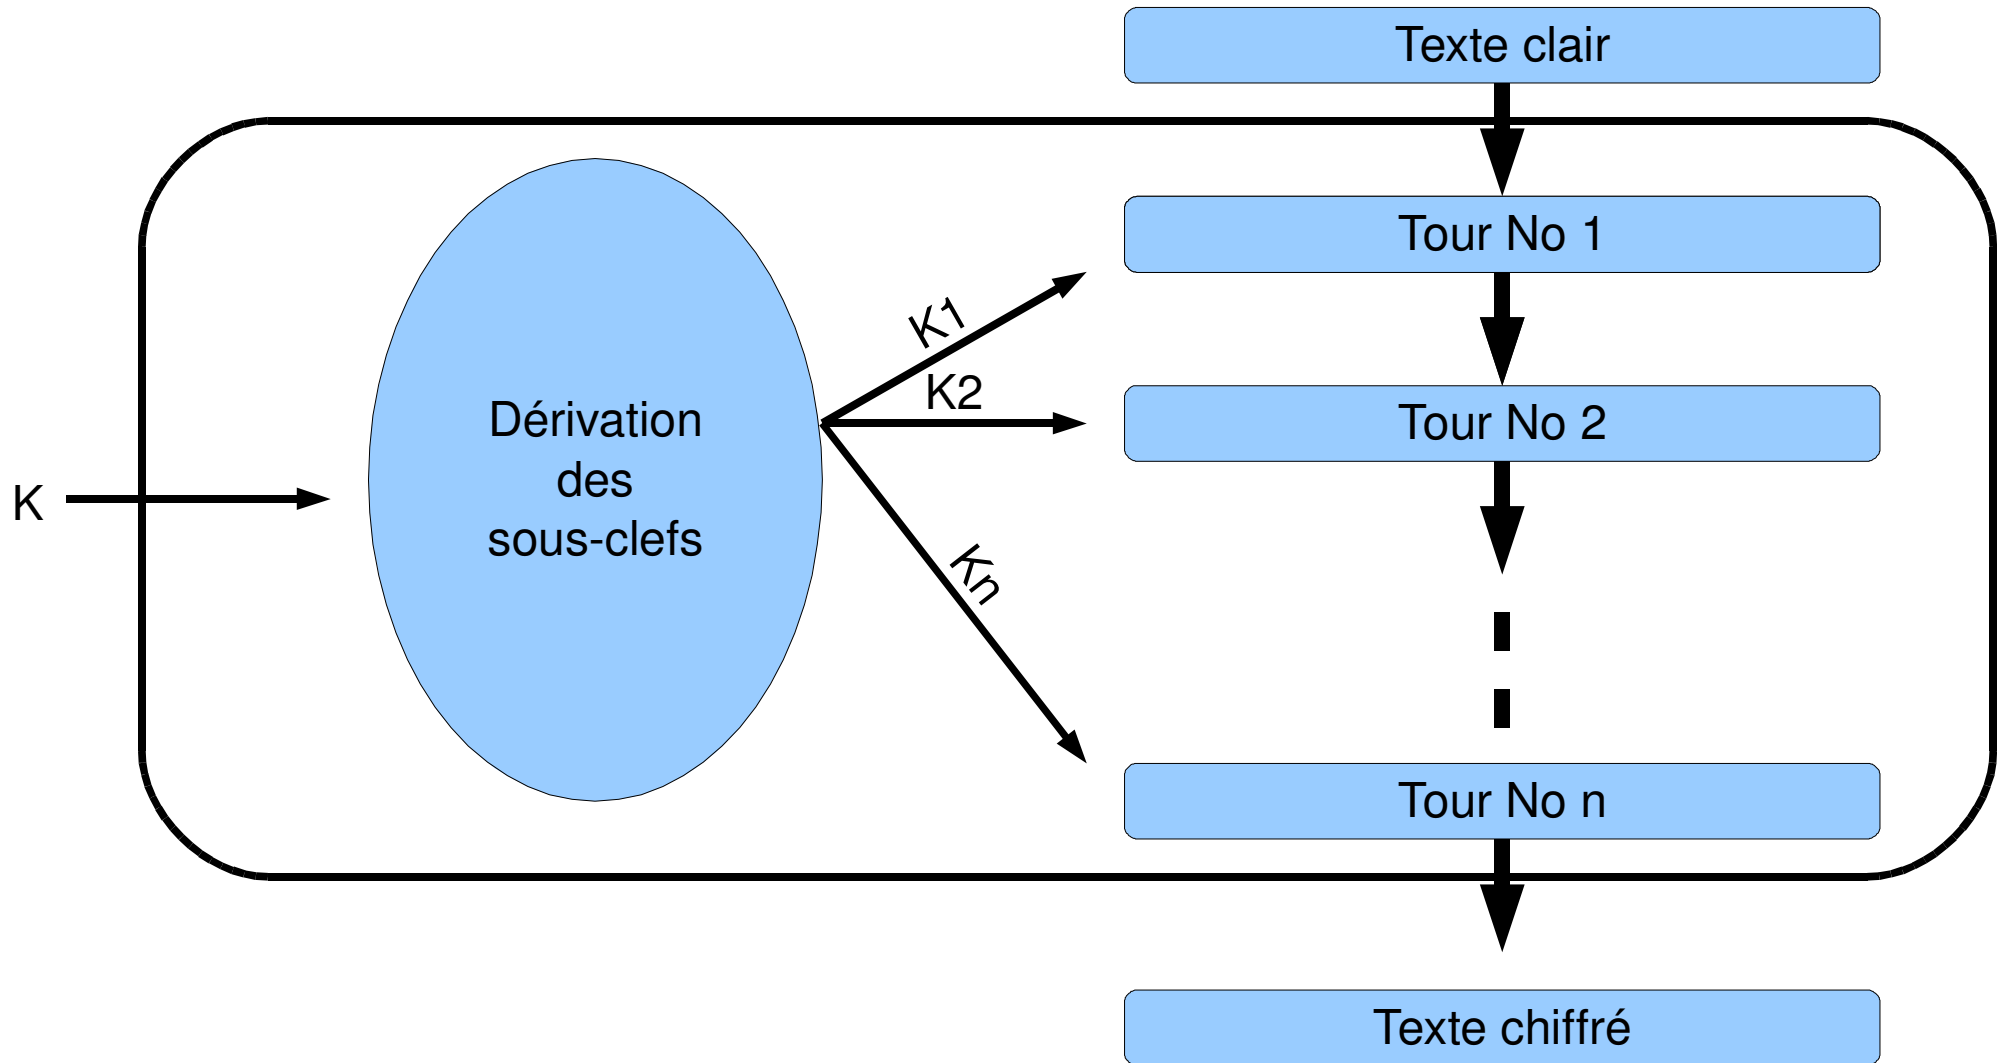 Texte clair
Tour No 1
K1
K2
Tour No 2
Dérivation
des
sous-clefs
K
Kn
Tour No n
Texte chiffré